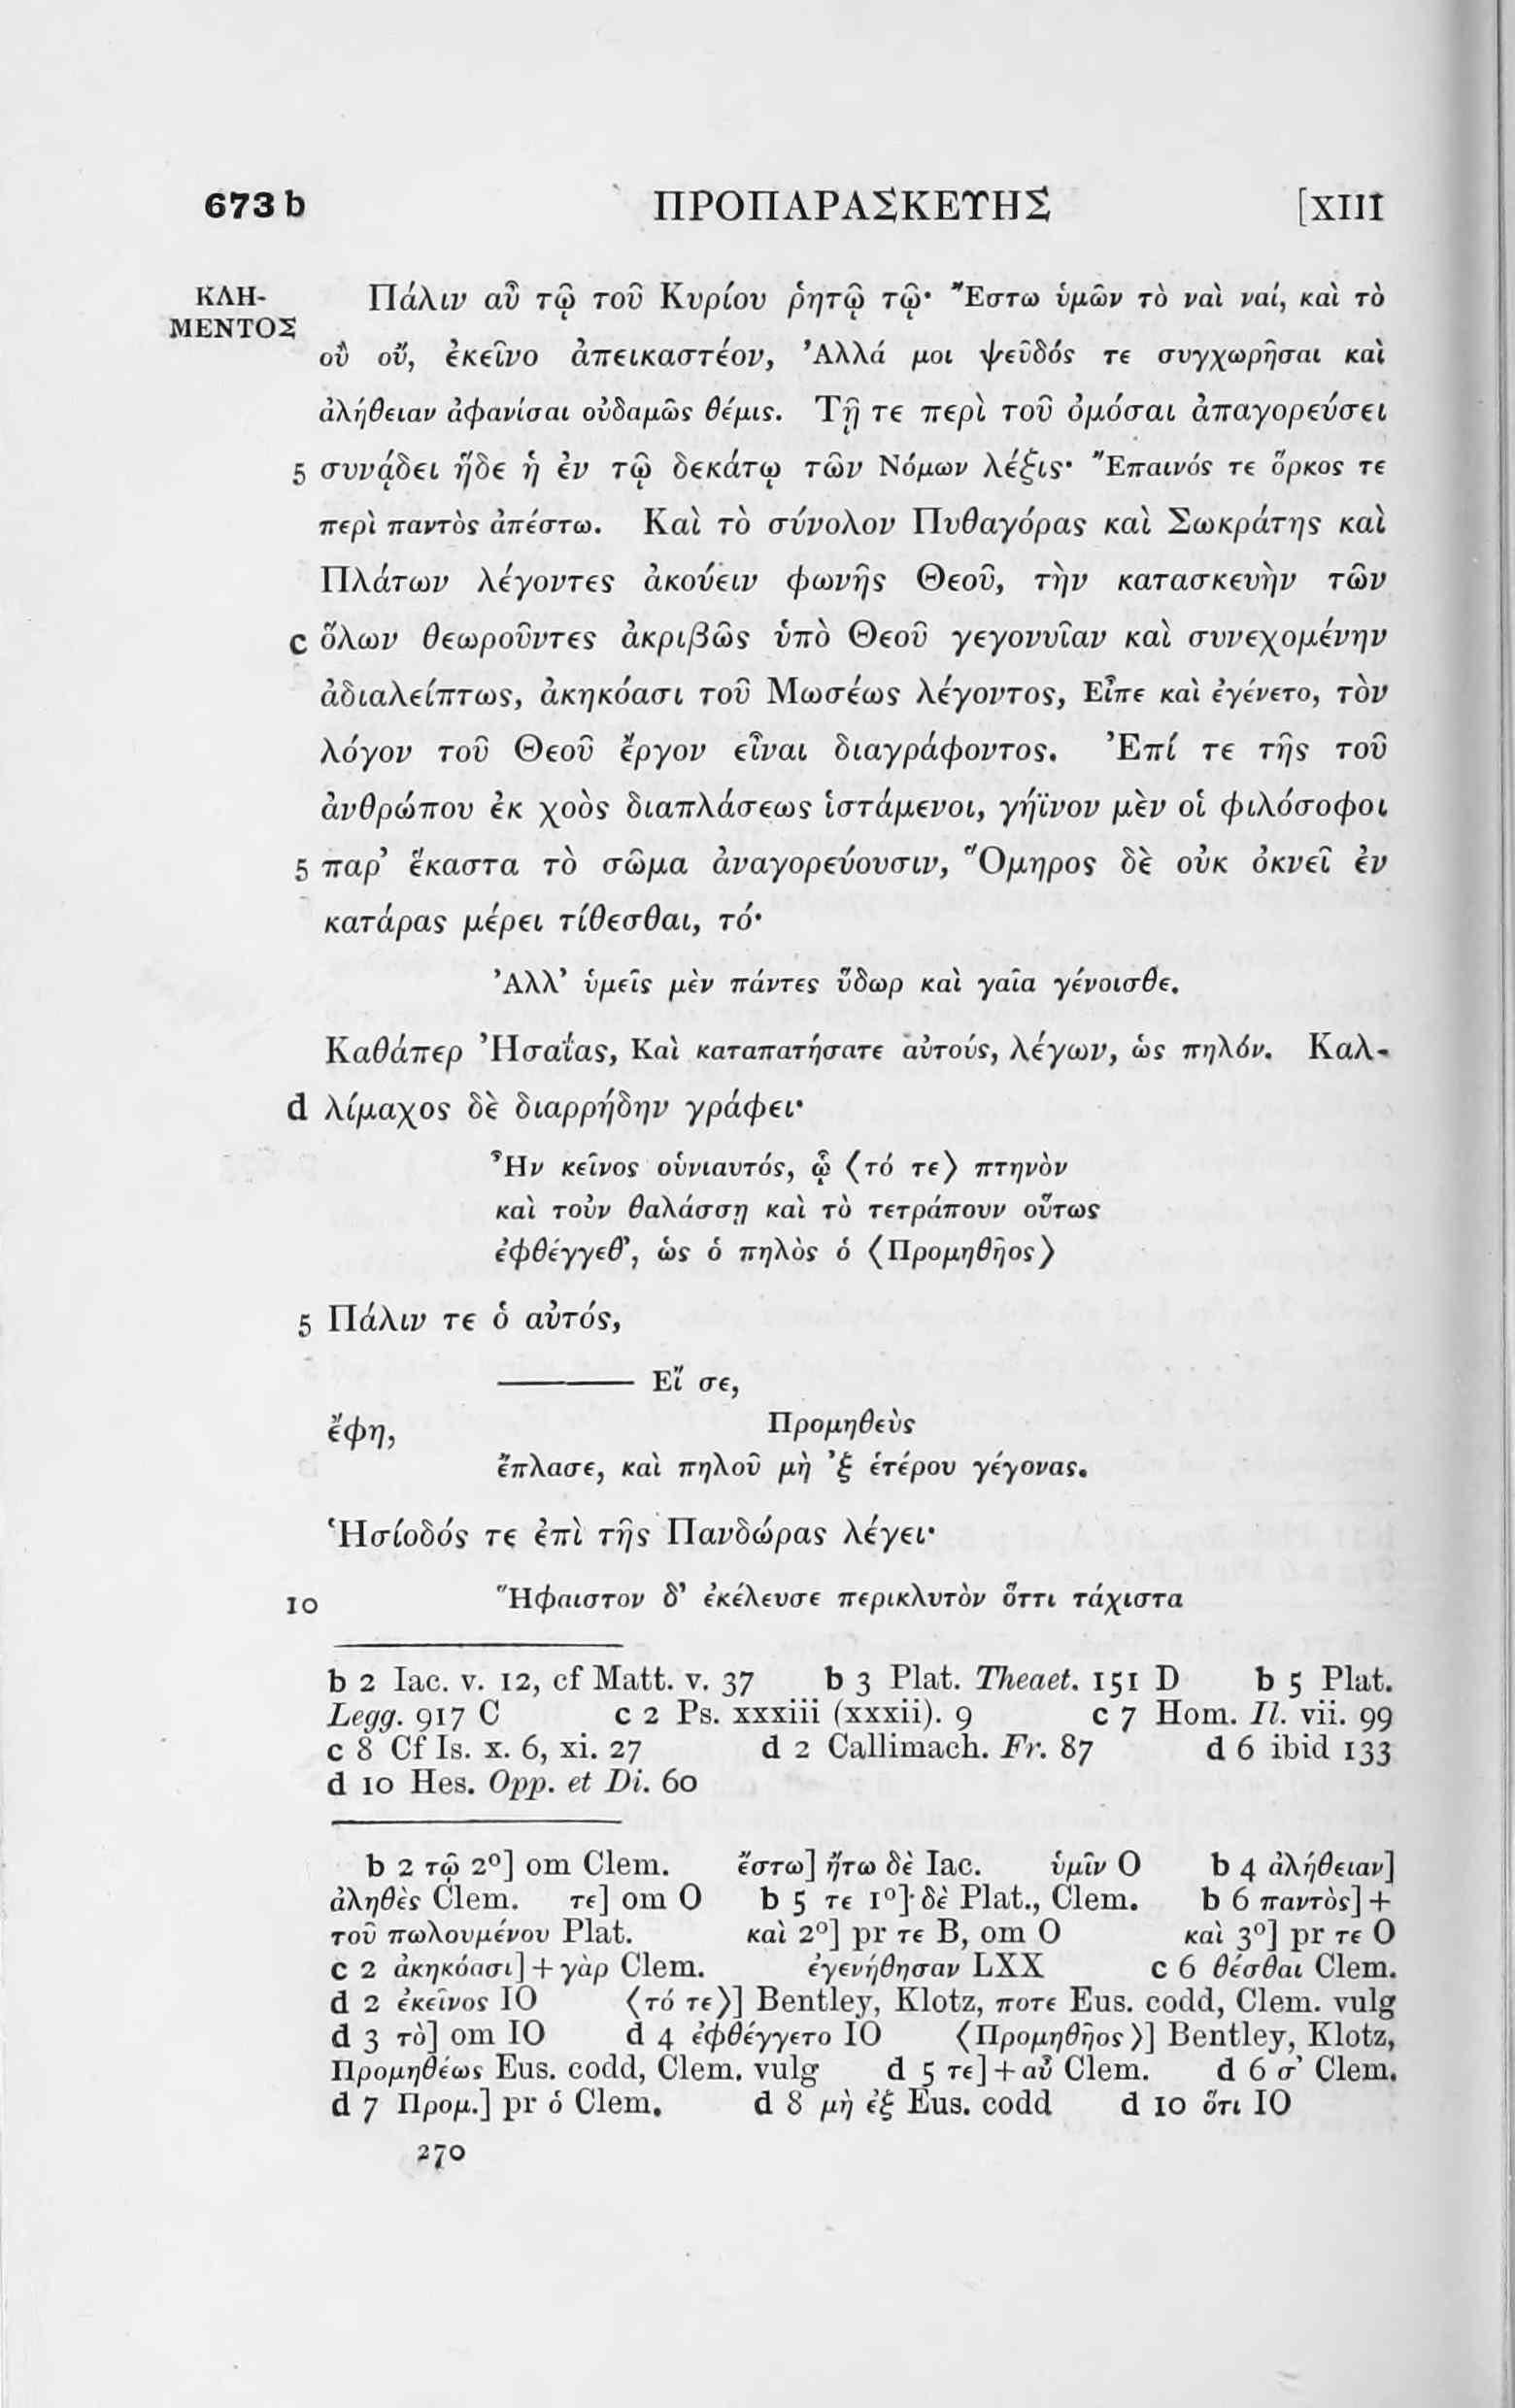 673 b ΠΡΟΠΑΡΑΣΚΕΥΗΣ [XIII
ΚΛΗ-
ΜΕΝΤΟΣ
Πάλιν αὖ τῷ τοῦ Κυρίου ῥητῷ τῷ· Ἔστω ὑμῶν τὸ ναὶ ναί, καὶ τὸ
οὒ οὔ, ἐκεῖνο ἀπεικαστέον, Ἀλλά μοι ψεῦδός τε συγχωρῆσαι καὶ
ἀλήθειαν ἀφανίσαι οὐδαμῶς θέμις. Τῇ τε περὶ τοῦ ὀμόσαι ἀπαγορεύσει
5 συνᾴδει ἥδε ἡ ἐν τῷ δεκάτῳ τῶν Νόμων λέξις· Ἔπαινός τε ὅρκος τε
περὶ παντὸς ἀπέστω. Καὶ τὸ σύνολον Πυθαγόρας καὶ Σωκράτης καὶ
Πλάτων λέγοντες ἀκούειν φωνῆς Θεοῦ, τὴν κατασκευὴν τῶν
c ὅλων θεωροῦντες ἀκριβῶς ὑπὸ Θεοῦ γεγονυῖαν καὶ συνεχομένην
ἀδιαλείπτως, ἀκηκόασι τοῦ Μωσέως λέγοντος, Εἶπε καὶ ἐγένετο, τὸν
λόγον τοῦ Θεοῦ ἔργον εἶναι διαγράφοντος. Ἐπί τε τῆς τοῦ
ἀνθρώπου ἐκ χοὸς διαπλάσεως ἱστάμενοι, γήϊνον μὲν οἱ φιλόσοφοι
5 παρ’ ἕκαστα τὸ σῶμα ἀναγορεύουσιν, Ὅμηρος δὲ οὐκ ὀκνεῖ ἐν
κατάρας μέρει τίθεσθαι, τό·
Ἀλλ’ ὑμεῖς μὲν πάντες ὕδωρ καὶ γαῖα γένοισθε.
Καθάπερ Ἠσαΐας, Καὶ καταπατήσατε αὐτούς, λέγων, ὡς πηλόν. Καλ-
d λίμαχος δὲ διαρρήδην γράφει·
Ἦν κεῖνος οὑνιαυτός, ᾧ ⟨τό τε⟩ πτηνὸν
καὶ τοὐν θαλάσσῃ καὶ τὸ τετράπουν οὕτως
ἐφθέγγεθ’, ὡς ὁ πηλὸς ὁ ⟨Προμηθῆος⟩
5 Πάλιν τε ὁ αὐτός,
——— Εἴ σε,
ἔφη, Προμηθεὺς
ἔπλασε, καὶ πηλοῦ μὴ ’ξ ἑτέρου γέγονας.
Ἡσίοδός τε ἐπὶ τῆς Πανδώρας λέγει·
10 Ἥφαιστον δ’ ἐκέλευσε περικλυτὸν ὅττι τάχιστα
b 2 Iac. v. 12, cf Matt. v. 37 b 3 Plat. Theaet. 151 D b 5 Plat.
Legg. 917 C c 2 Ps. xxxiii (xxxii). 9 c 7 Hom. Il. vii. 99
c 8 Cf Is. x. 6, xi. 27 d 2 Callimach. Fr. 87 d 6 ibid 133
d 10 Hes. Opp. et Di. 60
b 2 τῷ 2º] om Clem. ἔστω] ἤτω δὲ Iac. ὑμῖν O b 4 ἀλήθειαν]
ἀληθὲς Clem. τε] om O b 5 τε 1º] δὲ Plat., Clem. b 6 παντὸς] +
τοῦ πωλουμένου Plat. καὶ 2º] pr τε B, om O καὶ 3º] pr τε O
c 2 ἀκηκόασι] + γὰρ Clem. ἐγενήθησαν LXX c 6 θέσθαι Clem.
d 2 ἐκεῖνος IO ⟨τό τε⟩] Bentley, Klotz, ποτε Eus. codd, Clem. vulg
d 3 τὸ] om IO d 4 ἐφθέγγετο IO ⟨Προμηθῆος⟩] Bentley, Klotz,
Προμηθέως Eus. codd, Clem. vulg d 5 τε] + αὖ Clem. d 6 σ’ Clem.
d 7 Προμ.] pr ὁ Clem. d 8 μὴ ἐξ Eus. codd d 10 ὅτι IO
270